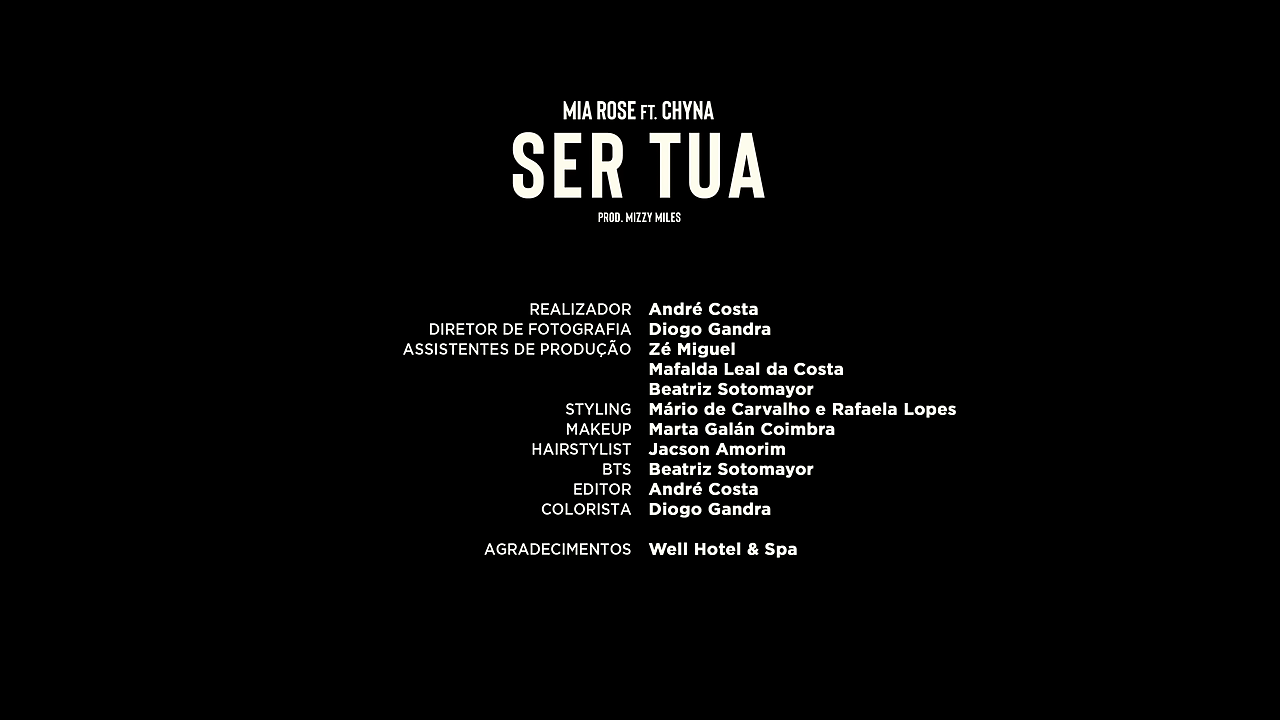 MIA ROSE FT. CHYNA
SER TUA
PROD. MIZZY MILES
REALIZADOR André Costa
DIRETOR DE FOTOGRAFIA Diogo Gandra
ASSISTENTES DE PRODUÇÃO Zé Miguel
Mafalda Leal da Costa
Beatriz Sotomayor
STYLING Mário de Carvalho e Rafaela Lopes
MAKEUP Marta Galán Coimbra
HAIRSTYLIST Jacson Amorim
BTS Beatriz Sotomayor
EDITOR André Costa
COLORISTA Diogo Gandra
AGRADECIMENTOS Well Hotel & Spa